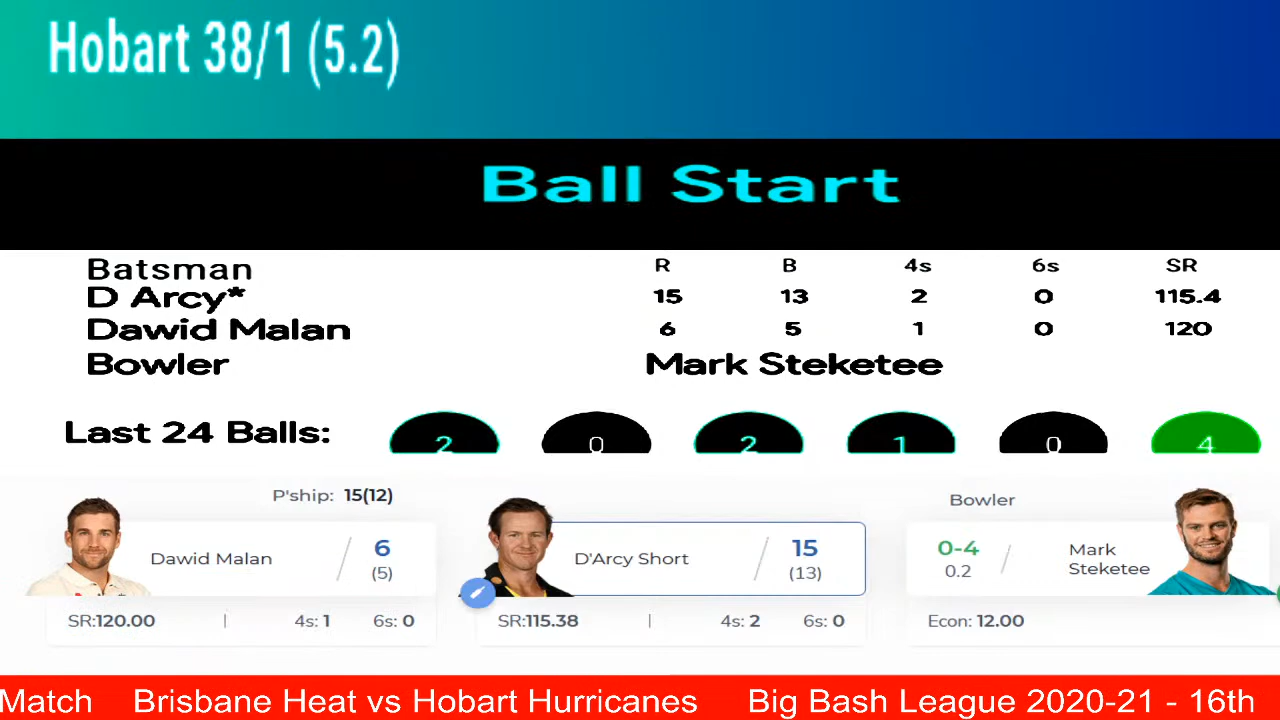 Hobart 38/1 (5.2)
Ball Start
Batsman R B 4s 6s SR
D Arcy* 15 13 2 0 115.4
Dawid Malan 6 5 1 0 120
Bowler Mark Steketee
Last 24 Balls: 2 0 2 1 0 4
P'ship: 15(12)
Dawid Malan 6 (5)
SR:120.00 | 4s: 1 6s: 0
D'Arcy Short 15 (13)
SR:115.38 | 4s: 2 6s: 0
Bowler
0-4 0.2 Mark Steketee
Econ: 12.00
Match Brisbane Heat vs Hobart Hurricanes Big Bash League 2020-21 - 16th